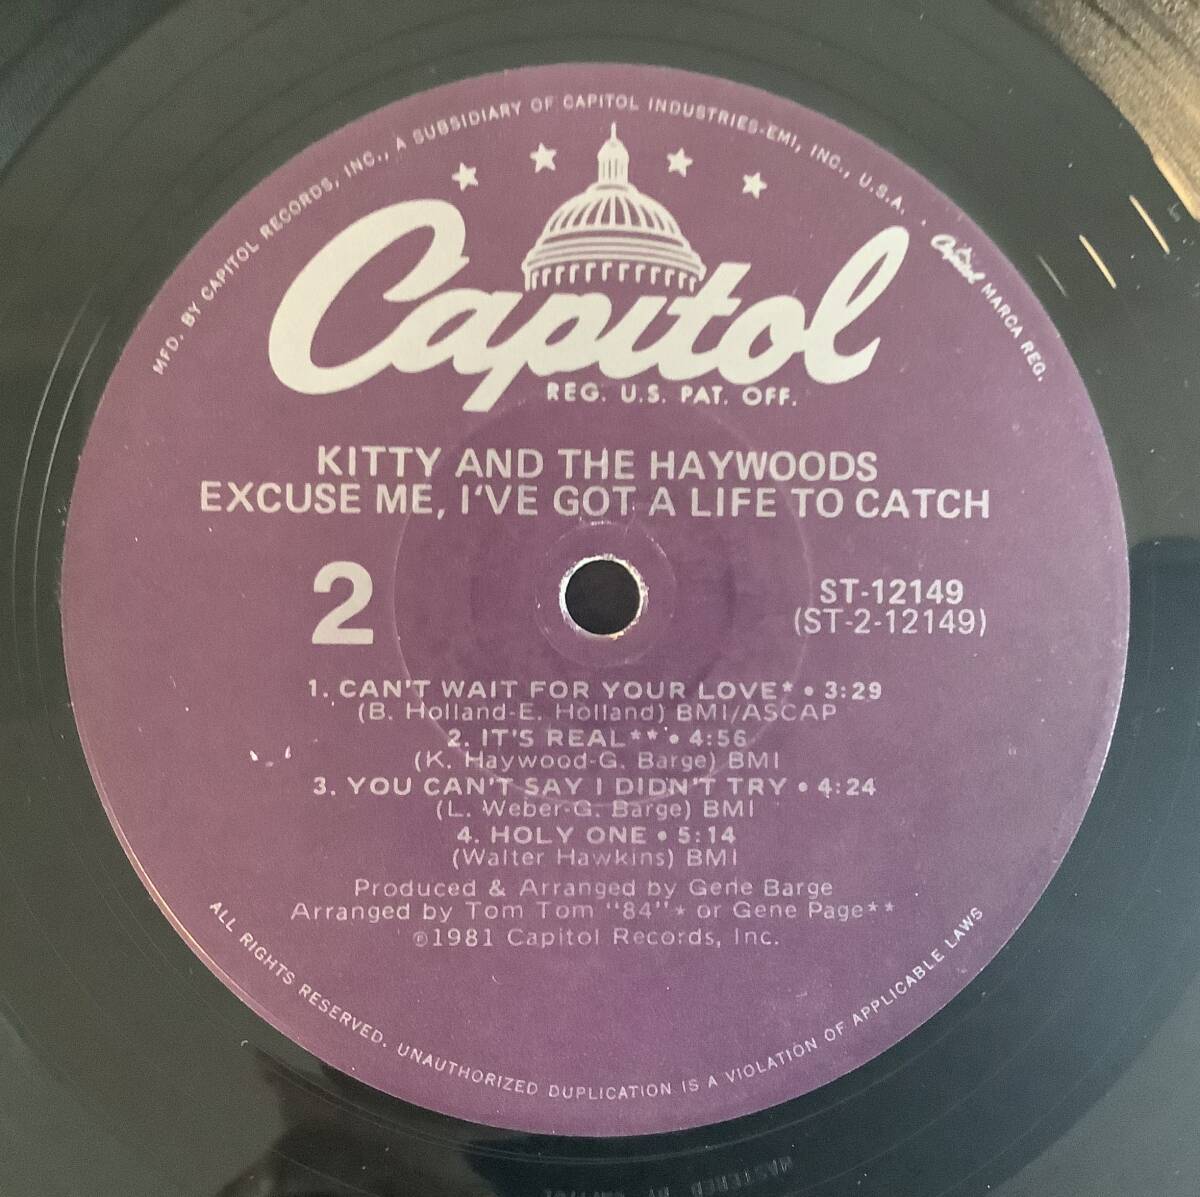 MFD. BY CAPITOL RECORDS, INC., A SUBSIDIARY OF CAPITOL INDUSTRIES-EMI, INC., U.S.A. . Capitol MARCA REG.
Capitol
REG. U.S. PAT. OFF.
KITTY AND THE HAYWOODS
EXCUSE ME, I'VE GOT A LIFE TO CATCH
2
ST-12149
(ST-2-12149)
1. CAN'T WAIT FOR YOUR LOVE* • 3:29
(B. Holland-E. Holland) BMI/ASCAP
2. IT'S REAL** • 4:56
(K. Haywood-G. Barge) BMI
3. YOU CAN'T SAY I DIDN'T TRY • 4:24
(L. Weber-G. Barge) BMI
4. HOLY ONE • 5:14
(Walter Hawkins) BMI
Produced & Arranged by Gene Barge
Arranged by Tom Tom "84"* or Gene Page**
℗1981 Capitol Records, Inc.
ALL RIGHTS RESERVED. UNAUTHORIZED DUPLICATION IS A VIOLATION OF APPLICABLE LAWS
MASTERED BY CAPITOL